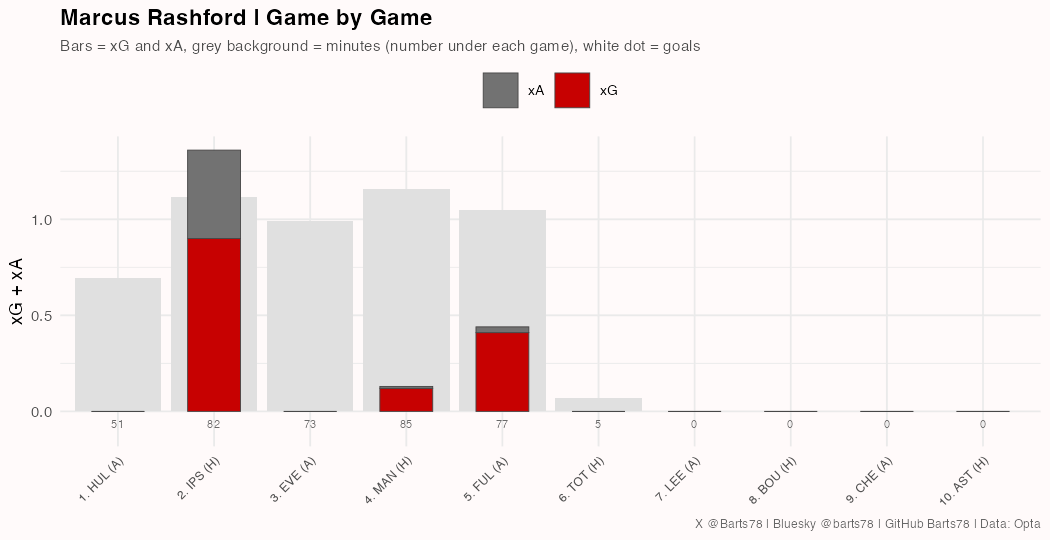 Marcus Rashford | Game by Game
Bars = xG and xA, grey background = minutes (number under each game), white dot = goals
xA xG
xG + xA
1.0
0.5
0.0
51 82 73 85 77 5 0 0 0 0
1. HUL (A) 2. IPS (H) 3. EVE (A) 4. MAN (H) 5. FUL (A) 6. TOT (H) 7. LEE (A) 8. BOU (H) 9. CHE (A) 10. AST (H)
X @Barts78 | Bluesky @barts78 | GitHub Barts78 | Data: Opta